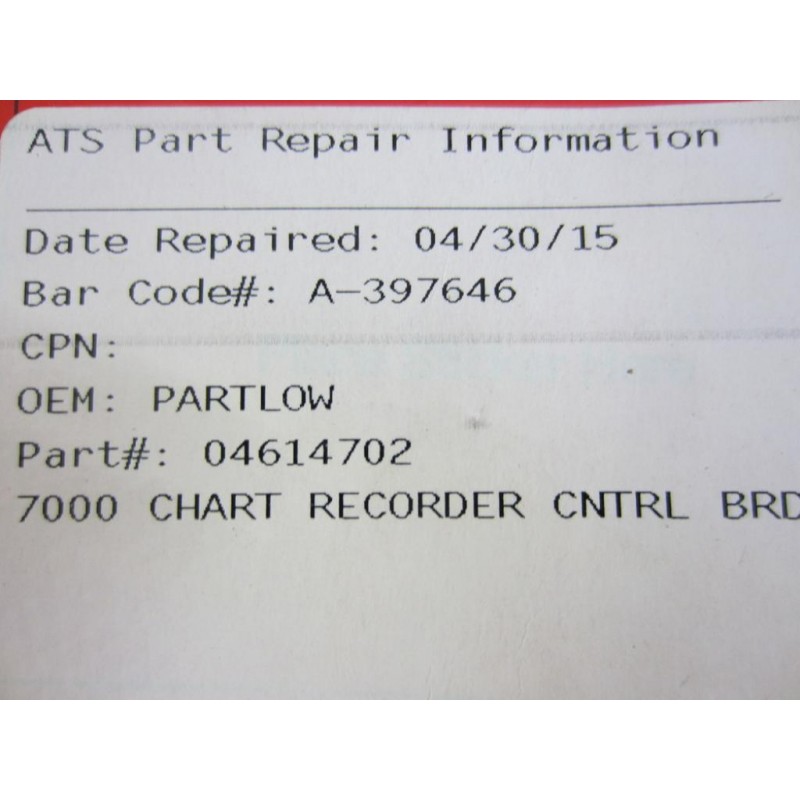 ATS Part Repair Information
Date Repaired: 04/30/15
Bar Code#: A-397646
CPN:
OEM: PARTLOW
Part#: 04614702
7000 CHART RECORDER CNTRL BRD